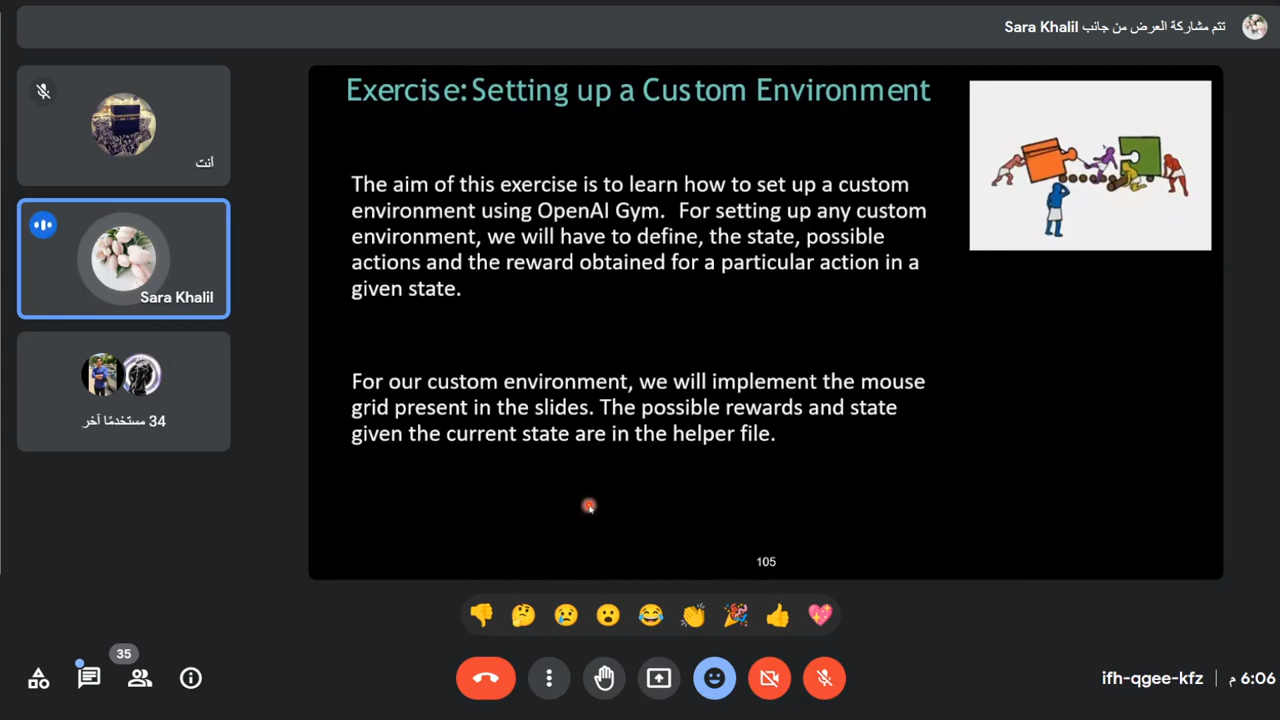 تتم مشاركة العرض من جانب Sara Khalil
أنت
Sara Khalil
34 مستخدمًا آخر
Exercise: Setting up a Custom Environment
The aim of this exercise is to learn how to set up a custom
environment using OpenAI Gym. For setting up any custom
environment, we will have to define, the state, possible
actions and the reward obtained for a particular action in a
given state.
For our custom environment, we will implement the mouse
grid present in the slides. The possible rewards and state
given the current state are in the helper file.
105
35
ifh-qgee-kfz | 6:06 م